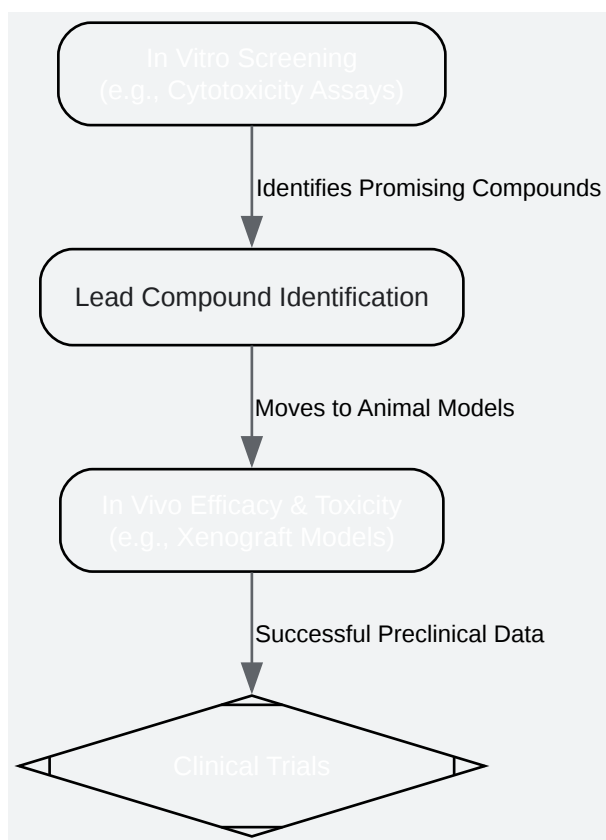 In Vitro Screening
(e.g., Cytotoxicity Assays)
Identifies Promising Compounds
Lead Compound Identification
Moves to Animal Models
In Vivo Efficacy & Toxicity
(e.g., Xenograft Models)
Successful Preclinical Data
Clinical Trials